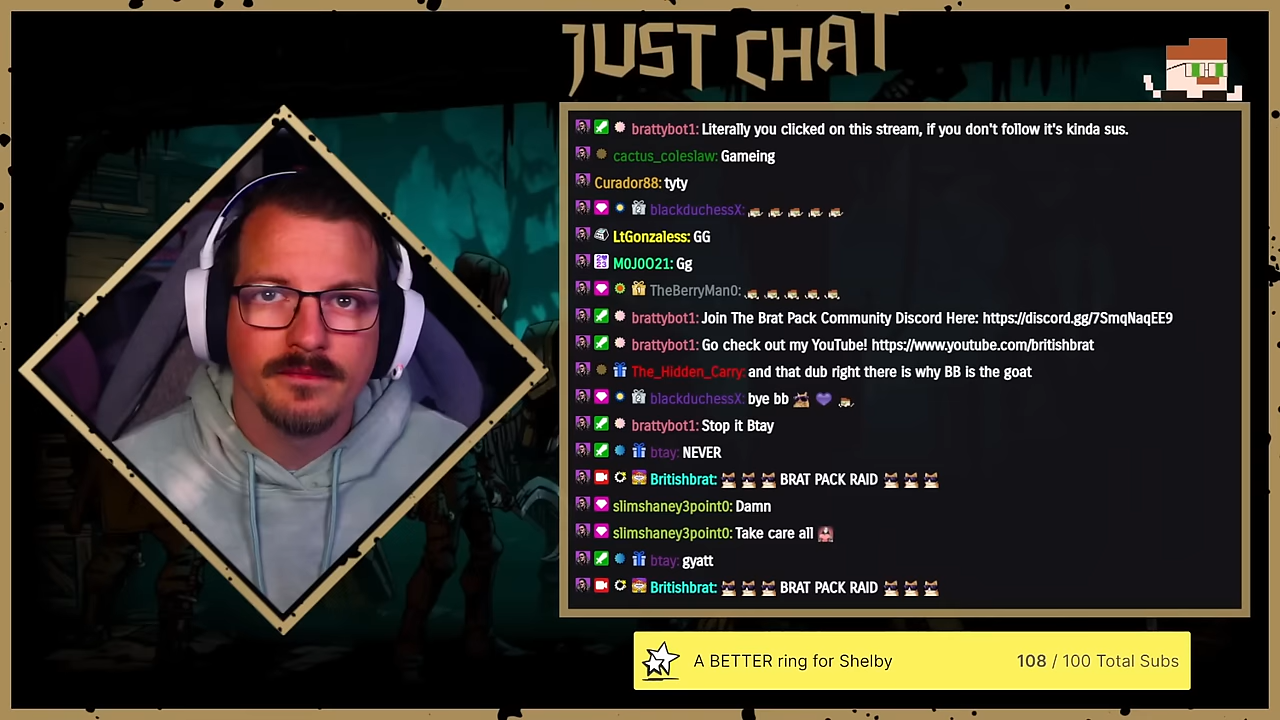 JUST CHAT
brattybot1: Literally you clicked on this stream, if you don't follow it's kinda sus.
cactus_coleslaw: Gameing
Curador88: tyty
blackduchessX:
LtGonzaless: GG
M0JOO21: Gg
TheBerryMan0:
brattybot1: Join The Brat Pack Community Discord Here: https://discord.gg/7SmqNaqEE9
brattybot1: Go check out my YouTube! https://www.youtube.com/britishbrat
The_Hidden_Carry: and that dub right there is why BB is the goat
blackduchessX: bye bb
brattybot1: Stop it Btay
btay: NEVER
Britishbrat: BRAT PACK RAID
slimshaney3point0: Damn
slimshaney3point0: Take care all
btay: gyatt
Britishbrat: BRAT PACK RAID
A BETTER ring for Shelby 108 / 100 Total Subs